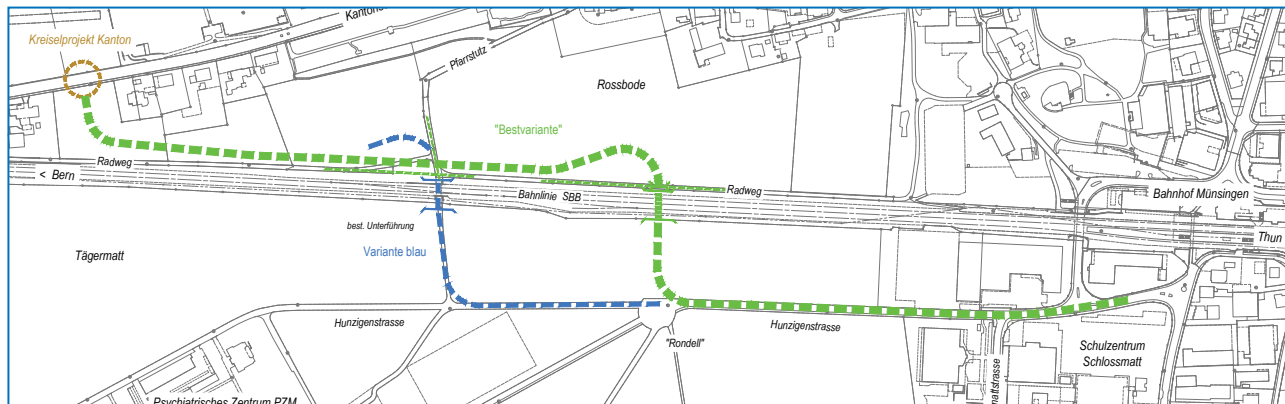 Kreiselprojekt Kanton
Pfarrstutz
Rossbode
"Bestvariante"
Radweg
< Bern
Radweg
Bahnlinie SBB
Bahnhof Münsingen
Thun
best. Unterführung
Tägermatt
Variante blau
Hunzigenstrasse
Hunzigenstrasse
"Rondell"
Schulzentrum
Schlossmatt
Psychiatrisches Zentrum PZM